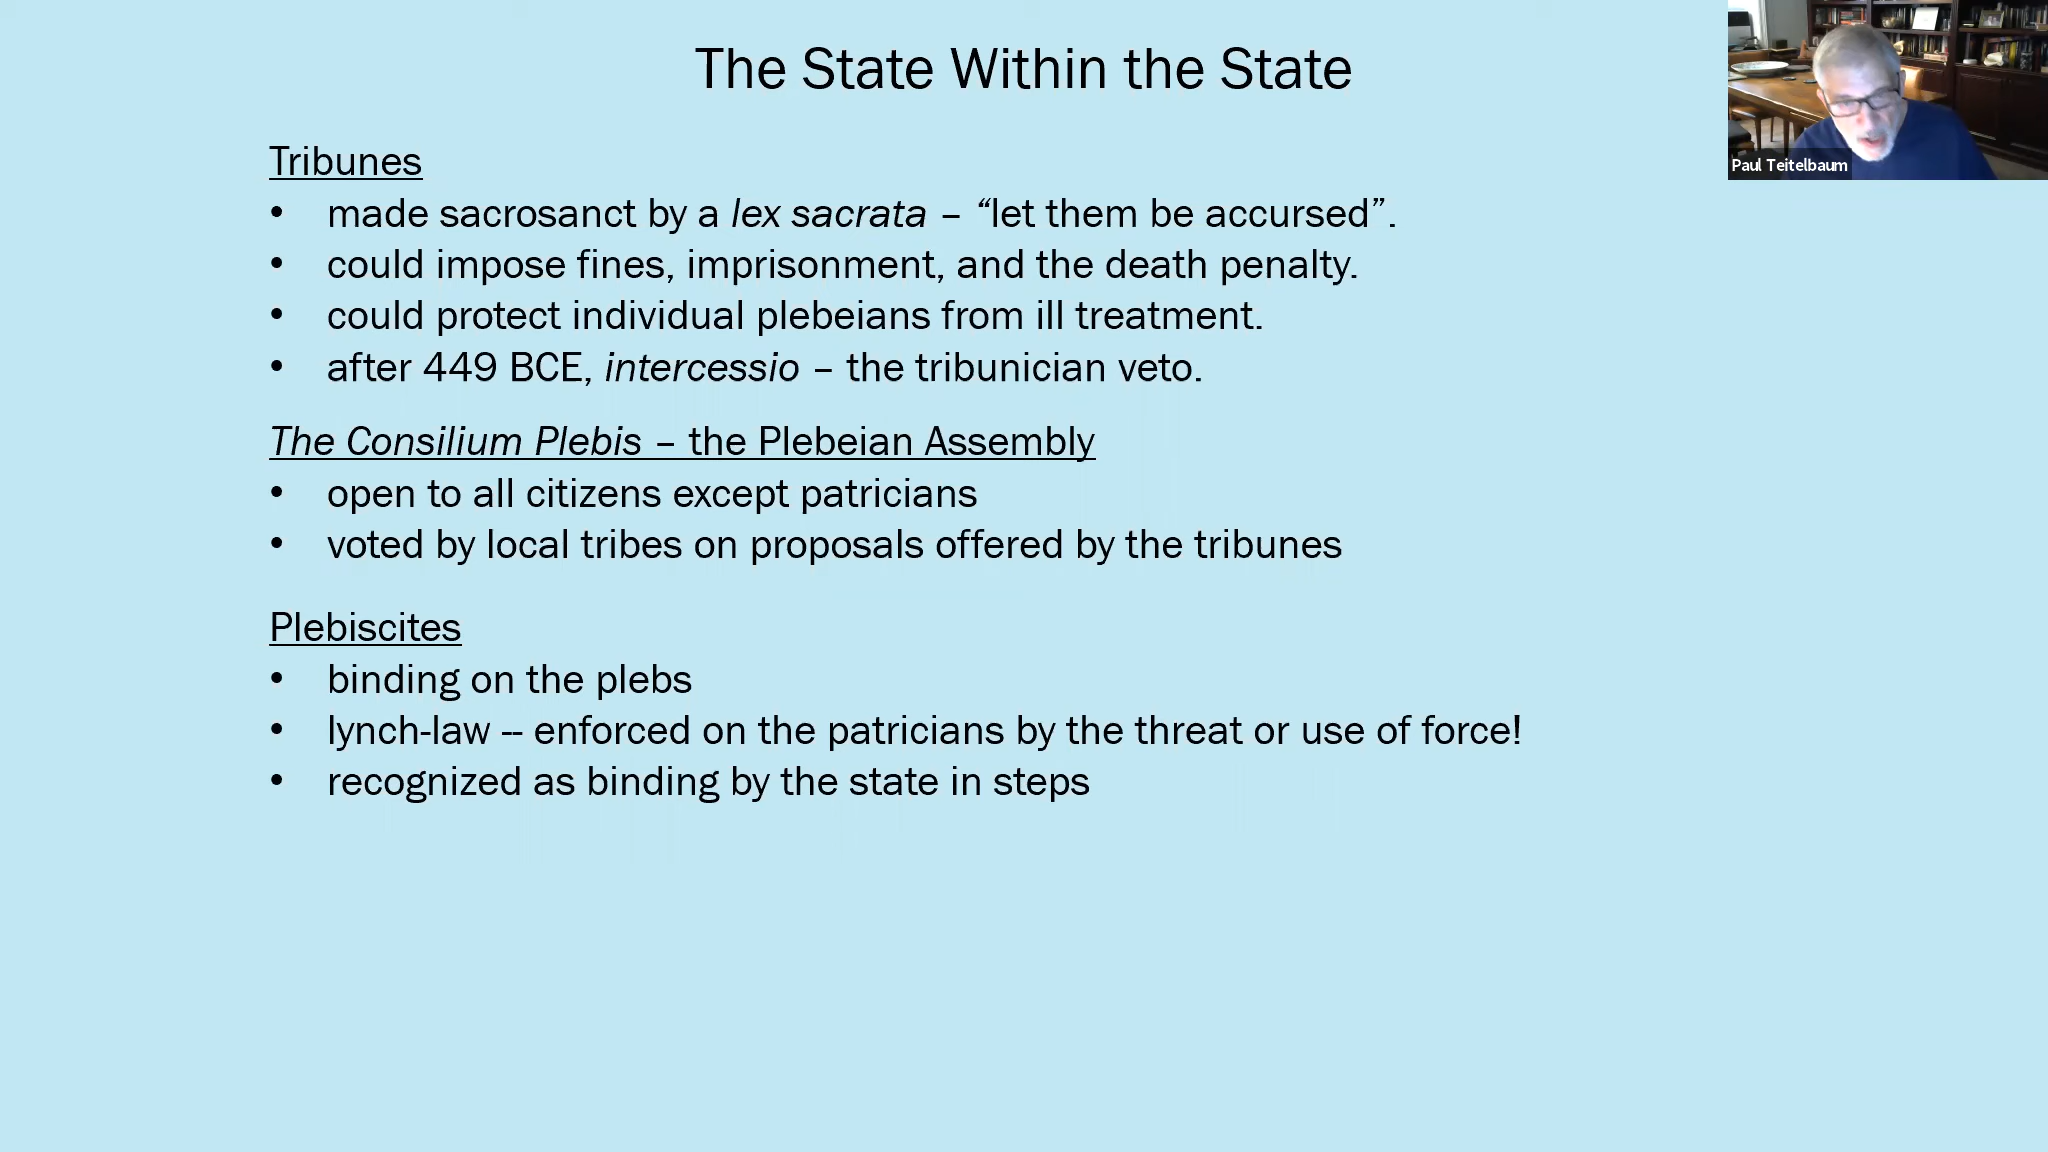 The State Within the State
Paul Teitelbaum
Tribunes
• made sacrosanct by a lex sacrata – “let them be accursed”.
• could impose fines, imprisonment, and the death penalty.
• could protect individual plebeians from ill treatment.
• after 449 BCE, intercessio – the tribunician veto.
The Consilium Plebis – the Plebeian Assembly
• open to all citizens except patricians
• voted by local tribes on proposals offered by the tribunes
Plebiscites
• binding on the plebs
• lynch-law -- enforced on the patricians by the threat or use of force!
• recognized as binding by the state in steps